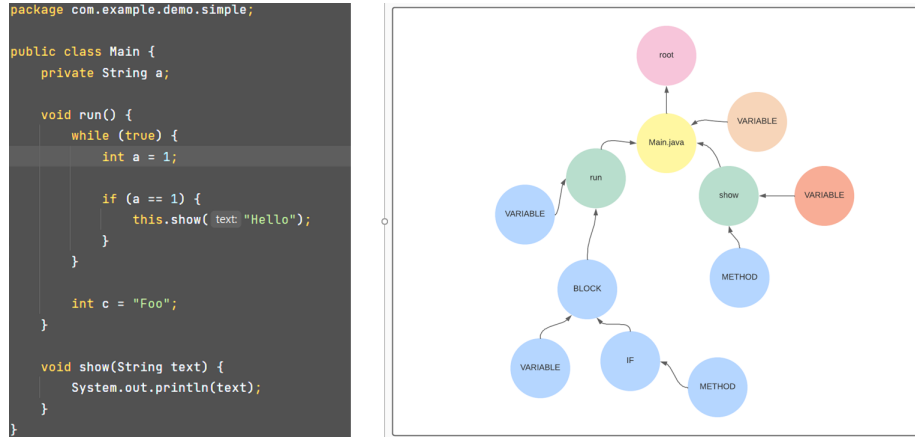 package com.example.demo.simple;
public class Main {
private String a;
void run() {
while (true) {
int a = 1;
if (a == 1) {
this.show( text: "Hello");
}
}
int c = "Foo";
}
void show(String text) {
System.out.println(text);
}
}
root
VARIABLE
Main.java
run
show
VARIABLE
VARIABLE
METHOD
BLOCK
VARIABLE
IF
METHOD